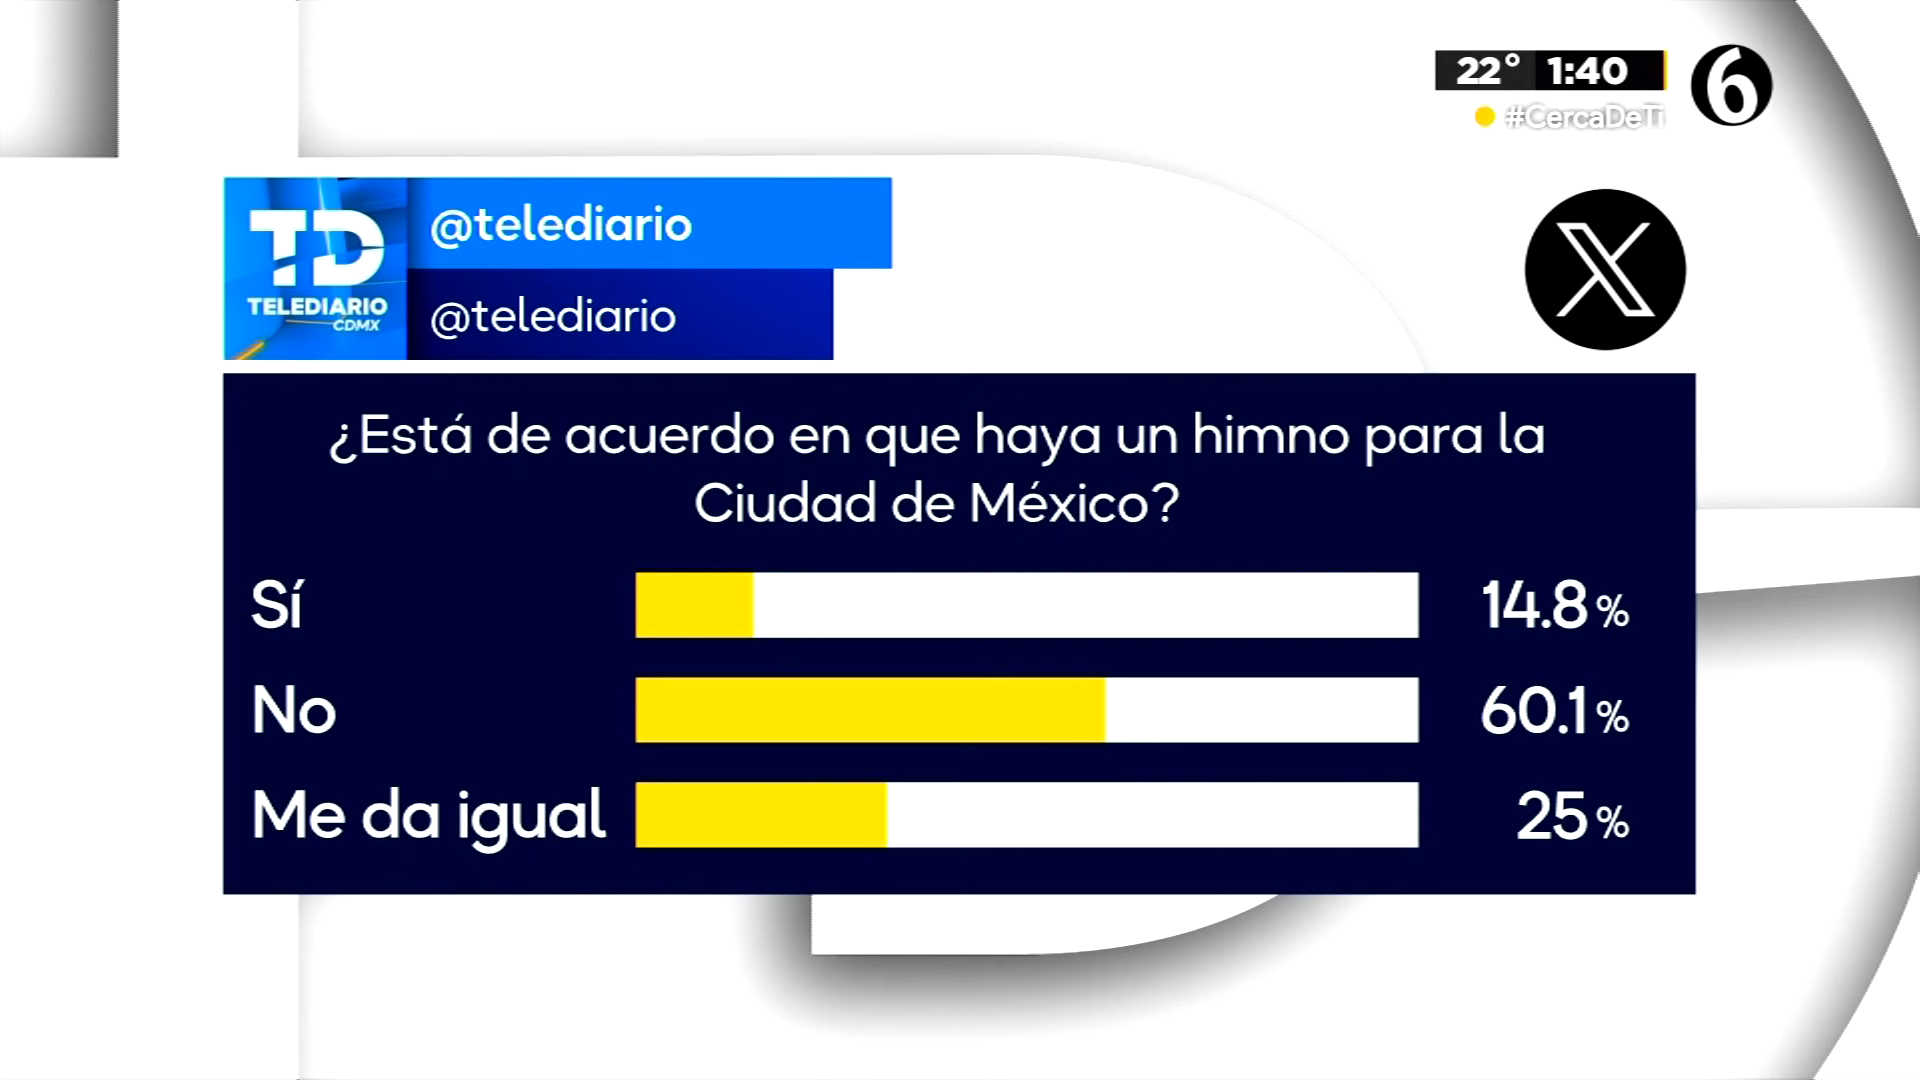 22° 1:40
#CercaDeTi
6
TD
TELEDIARIO
CDMX
@telediario
@telediario
X
¿Está de acuerdo en que haya un himno para la
Ciudad de México?
Sí 14.8%
No 60.1%
Me da igual 25%